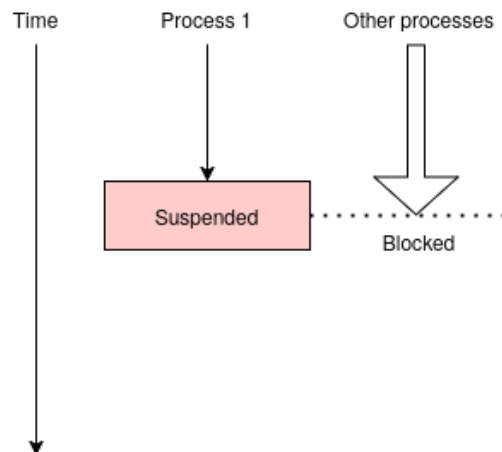 Time
Process 1
Other processes
Suspended
Blocked